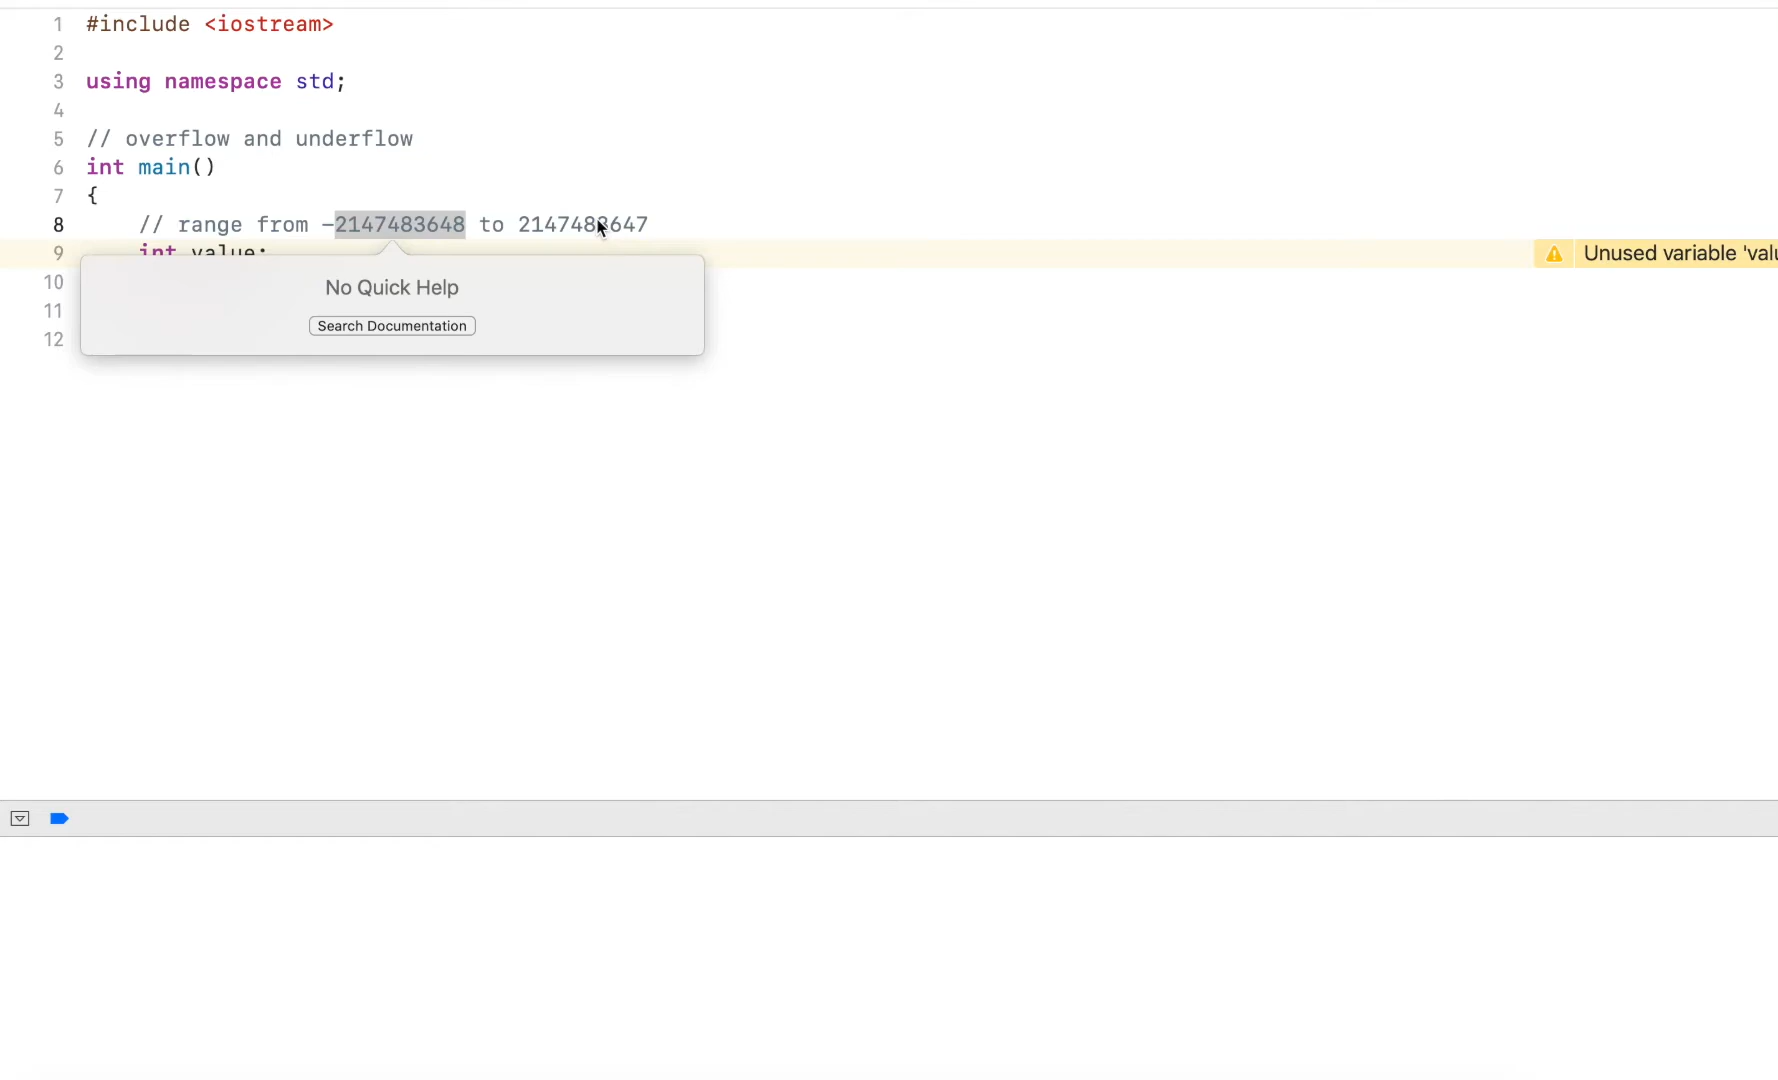 1 #include <iostream>
2
3 using namespace std;
4
5 // overflow and underflow
6 int main()
7 {
8 // range from -2147483648 to 2147483647
9 int value;
Unused variable 'valu
10
No Quick Help
11
Search Documentation
12